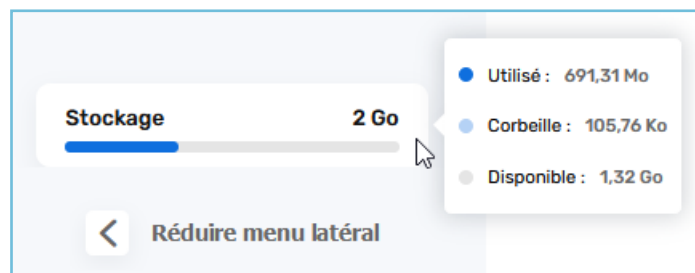 Stockage 2 Go
Utilisé : 691,31 Mo
Corbeille : 105,76 Ko
Disponible : 1,32 Go
Réduire menu latéral